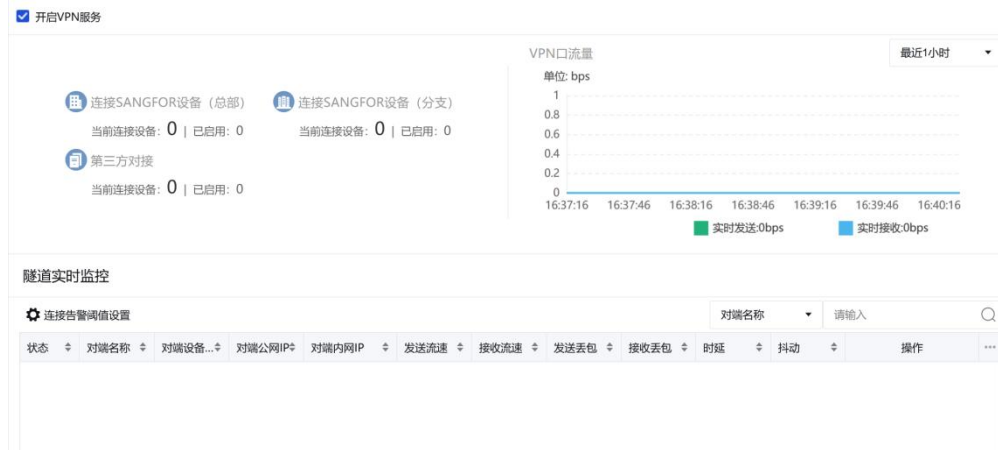 开启VPN服务
VPN口流量
最近1小时
单位: bps
连接SANGFOR设备（总部）
当前连接设备: 0 | 已启用: 0
连接SANGFOR设备（分支）
当前连接设备: 0 | 已启用: 0
第三方对接
当前连接设备: 0 | 已启用: 0
1
0.8
0.6
0.4
0.2
0
16:37:16 16:37:46 16:38:16 16:38:46 16:39:16 16:39:46 16:40:16
实时发送:0bps 实时接收:0bps
隧道实时监控
连接告警阈值设置
对端名称 请输入
状态 对端名称 对端设备... 对端公网IP 对端内网IP 发送流速 接收流速 发送丢包 接收丢包 时延 抖动 操作 ...